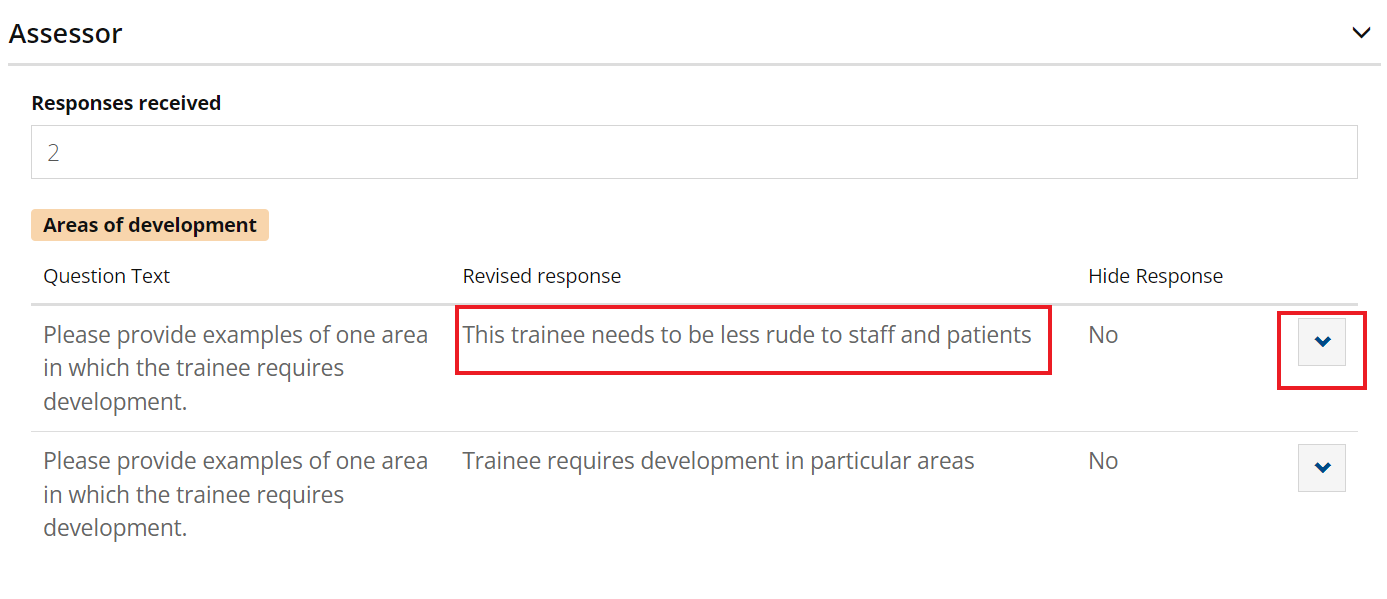 Assessor
Responses received
2
Areas of development
Question Text Revised response Hide Response
Please provide examples of one area This trainee needs to be less rude to staff and patients No
in which the trainee requires
development.
Please provide examples of one area Trainee requires development in particular areas No
in which the trainee requires
development.